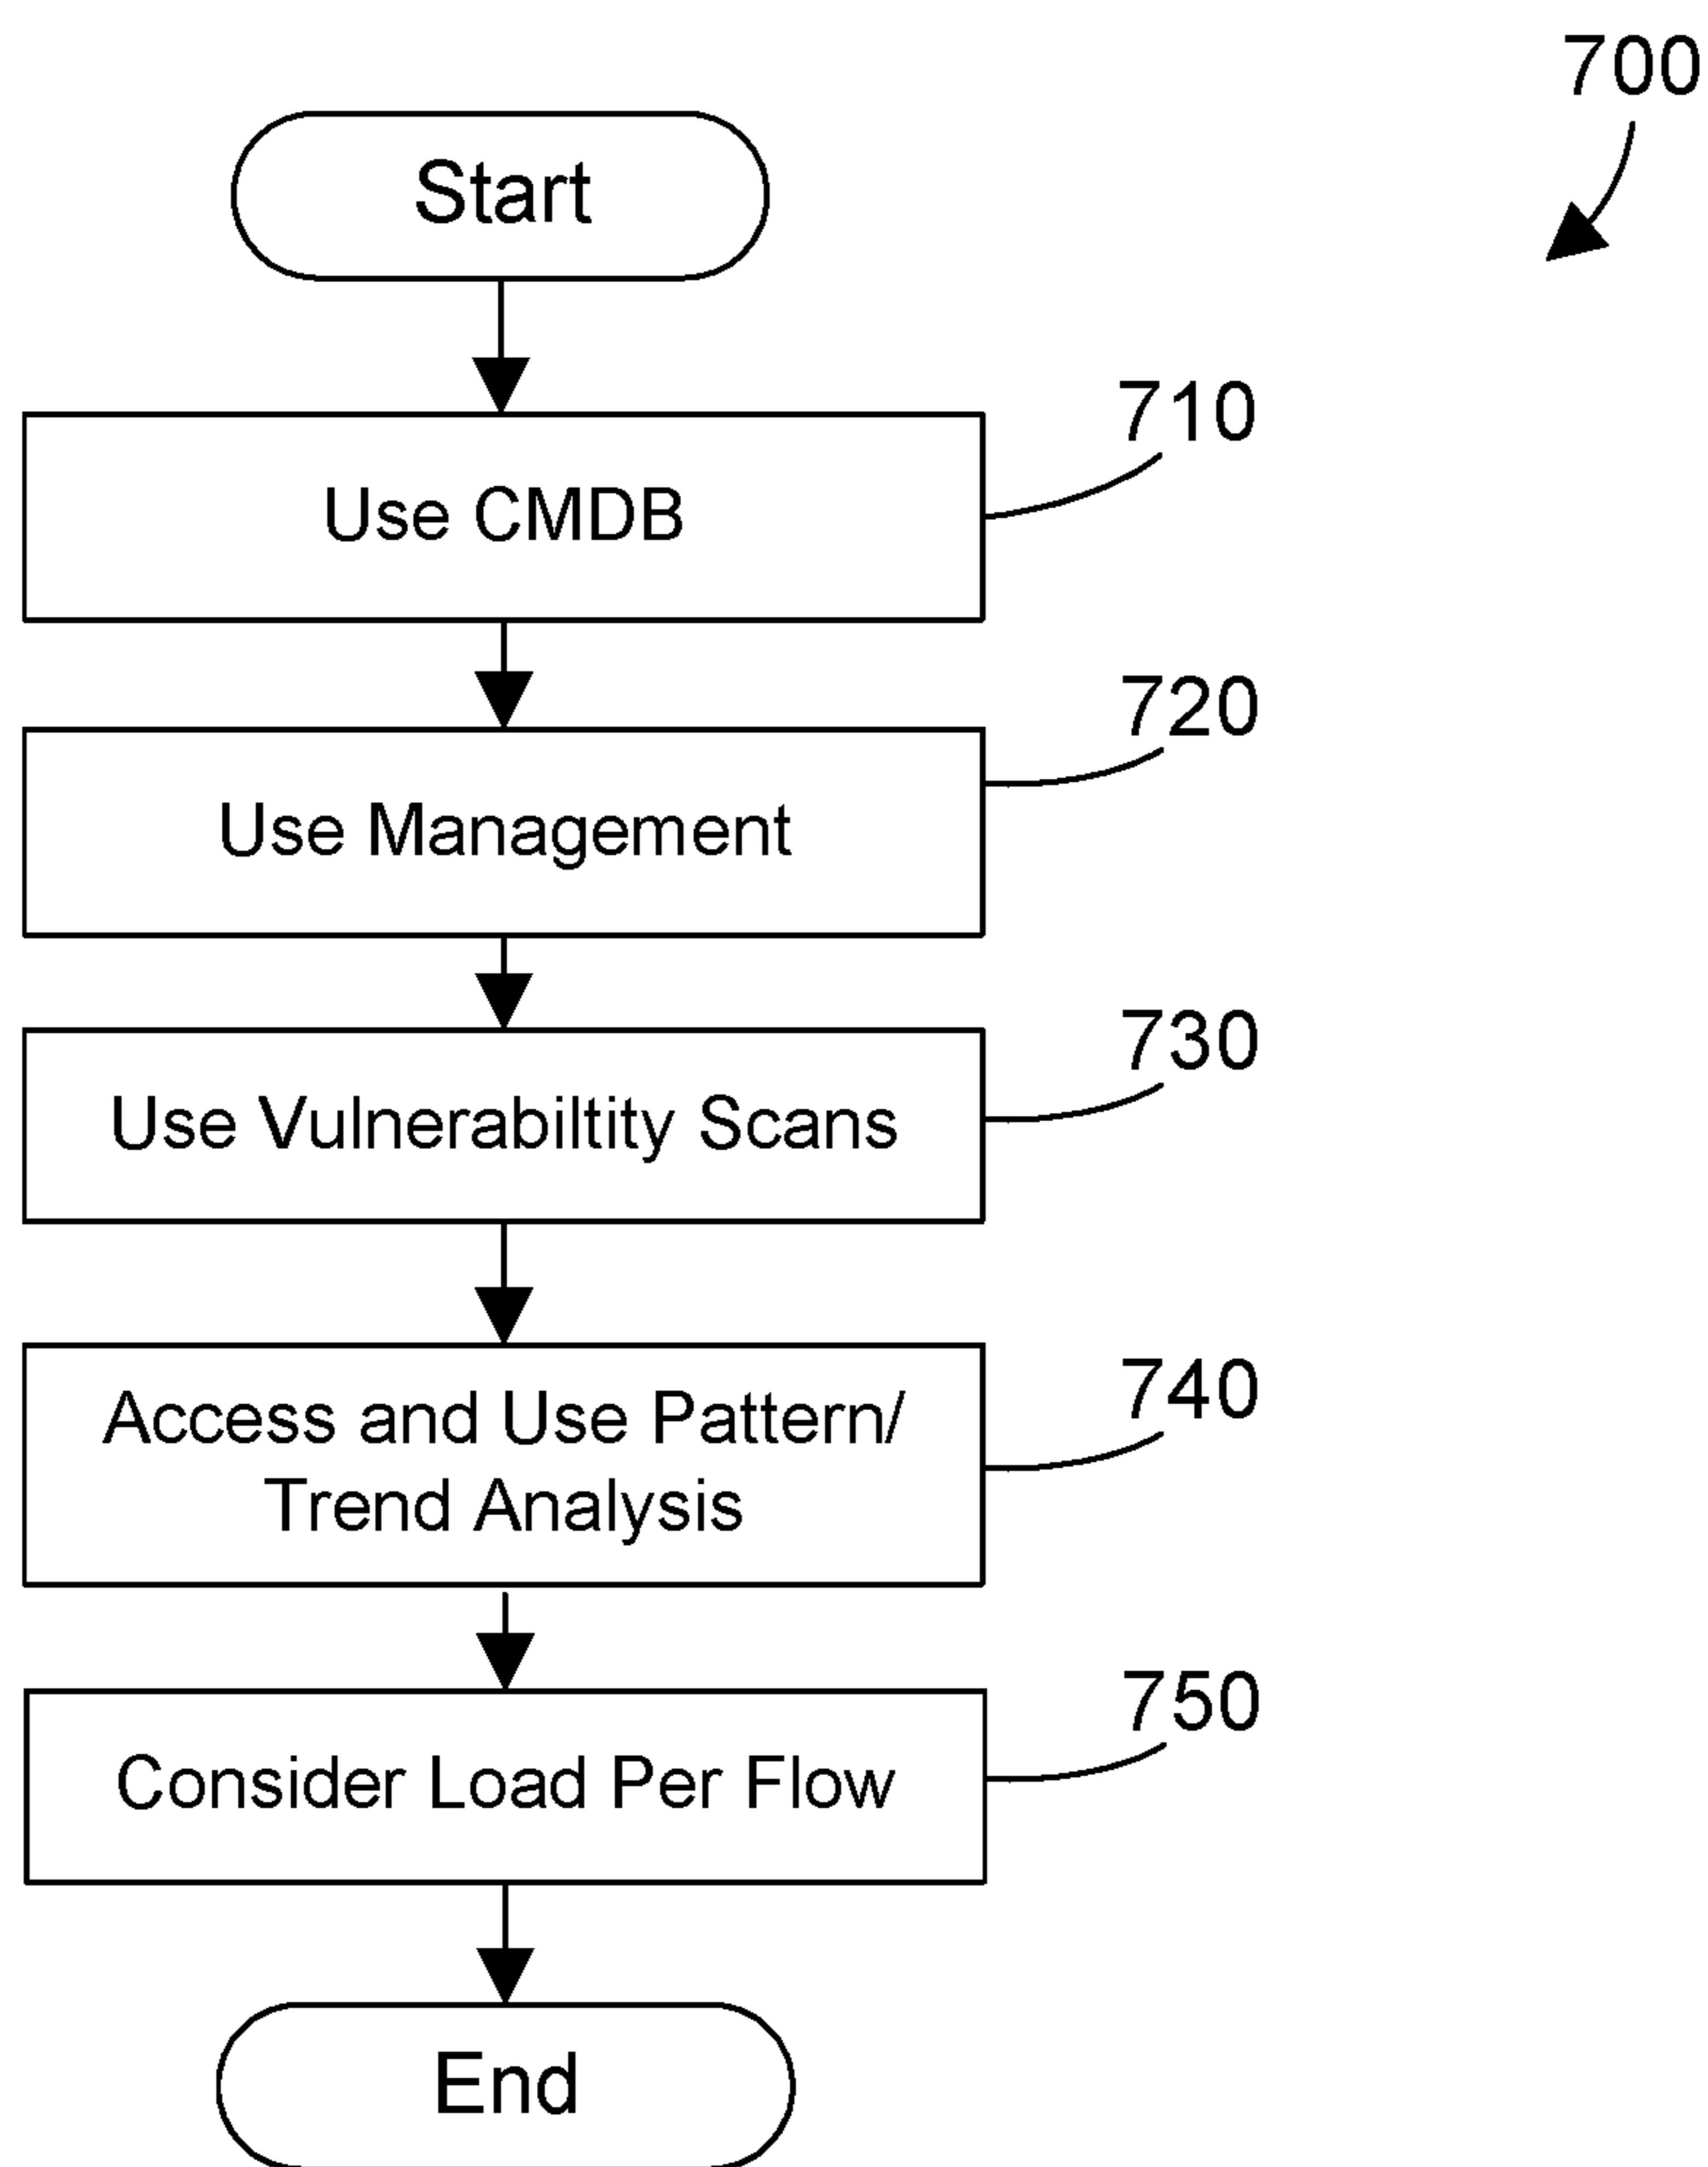 700
Start
710
Use CMDB
720
Use Management
730
Use Vulnerabiltity Scans
740
Access and Use Pattern/
Trend Analysis
750
Consider Load Per Flow
End